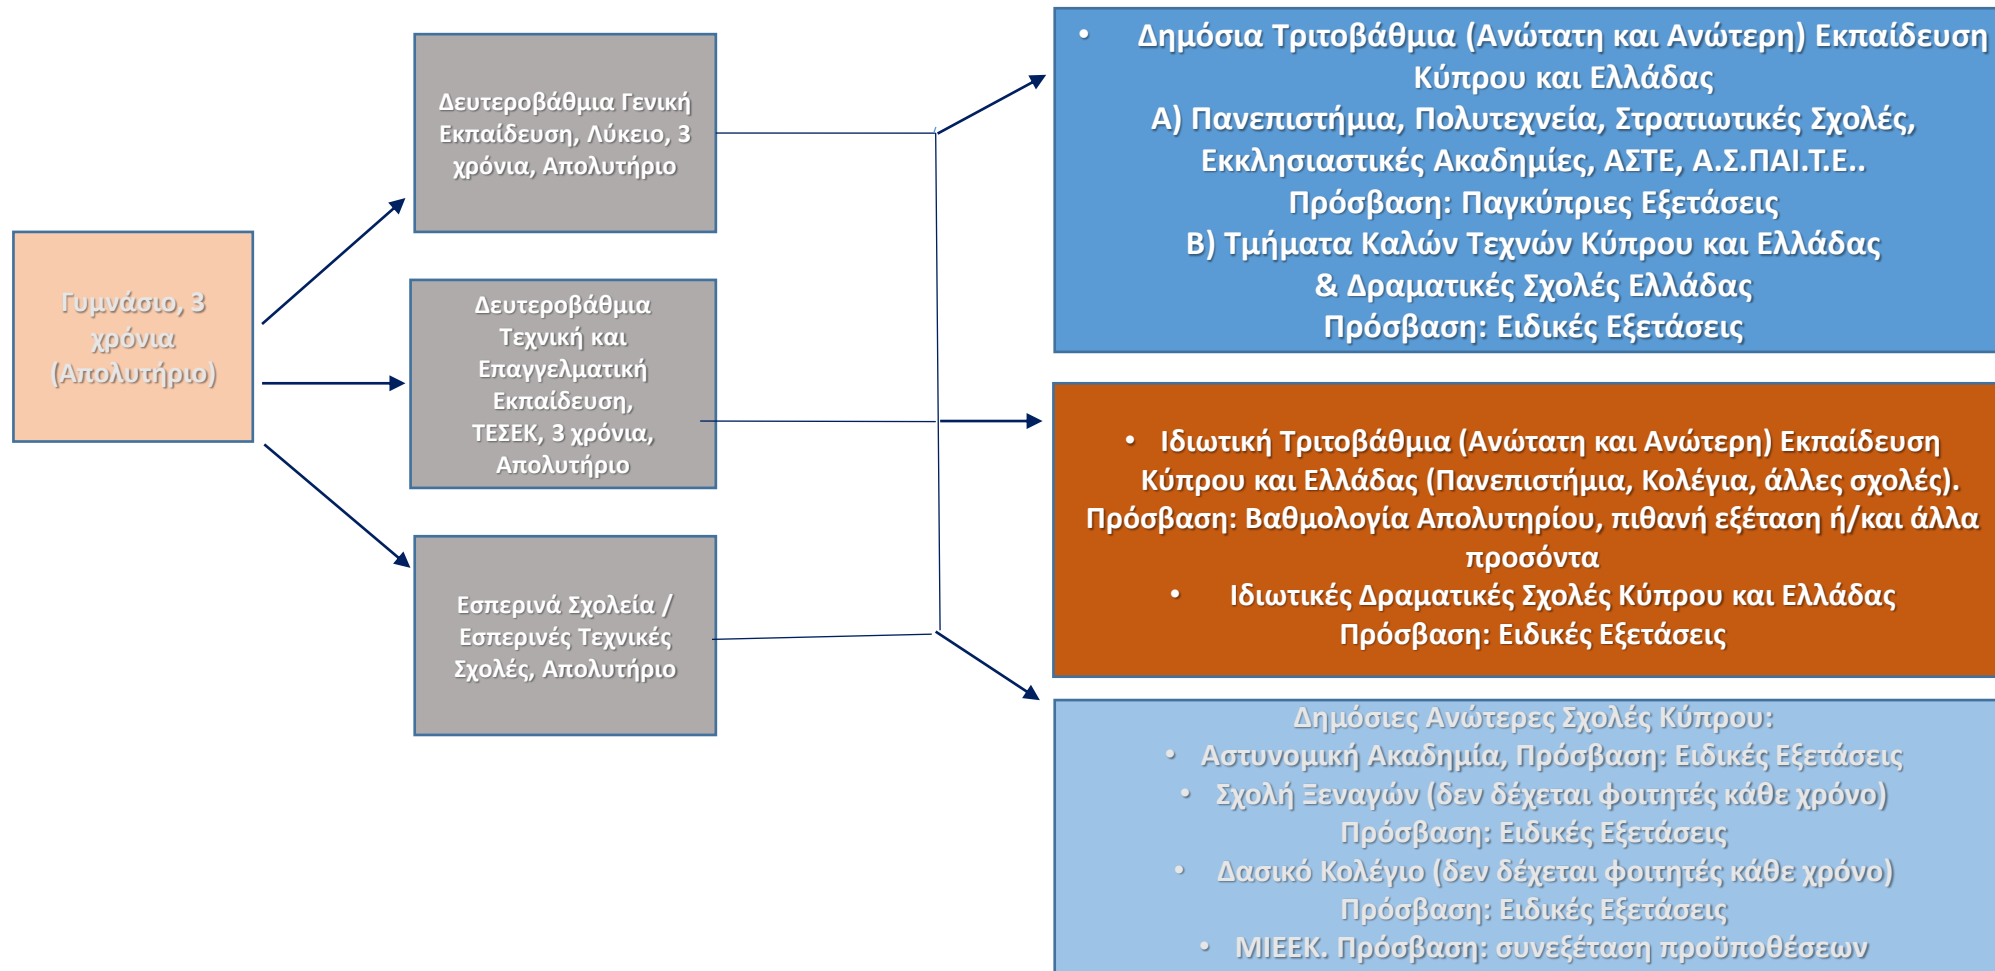 Γυμνάσιο, 3
χρόνια
(Απολυτήριο)
Δευτεροβάθμια Γενική
Εκπαίδευση, Λύκειο, 3
χρόνια, Απολυτήριο
Δευτεροβάθμια
Τεχνική και
Επαγγελματική
Εκπαίδευση,
ΤΕΣΕΚ, 3 χρόνια,
Απολυτήριο
Εσπερινά Σχολεία /
Εσπερινές Τεχνικές
Σχολές, Απολυτήριο
• Δημόσια Τριτοβάθμια (Ανώτατη και Ανώτερη) Εκπαίδευση
Κύπρου και Ελλάδας
Α) Πανεπιστήμια, Πολυτεχνεία, Στρατιωτικές Σχολές,
Εκκλησιαστικές Ακαδημίες, ΑΣΤΕ, Α.Σ.ΠΑΙ.Τ.Ε..
Πρόσβαση: Παγκύπριες Εξετάσεις
Β) Τμήματα Καλών Τεχνών Κύπρου και Ελλάδας
& Δραματικές Σχολές Ελλάδας
Πρόσβαση: Ειδικές Εξετάσεις
• Ιδιωτική Τριτοβάθμια (Ανώτατη και Ανώτερη) Εκπαίδευση
Κύπρου και Ελλάδας (Πανεπιστήμια, Κολέγια, άλλες σχολές).
Πρόσβαση: Βαθμολογία Απολυτηρίου, πιθανή εξέταση ή/και άλλα
προσόντα
• Ιδιωτικές Δραματικές Σχολές Κύπρου και Ελλάδας
Πρόσβαση: Ειδικές Εξετάσεις
Δημόσιες Ανώτερες Σχολές Κύπρου:
• Αστυνομική Ακαδημία, Πρόσβαση: Ειδικές Εξετάσεις
• Σχολή Ξεναγών (δεν δέχεται φοιτητές κάθε χρόνο)
Πρόσβαση: Ειδικές Εξετάσεις
• Δασικό Κολέγιο (δεν δέχεται φοιτητές κάθε χρόνο)
Πρόσβαση: Ειδικές Εξετάσεις
• ΜΙΕΕΚ. Πρόσβαση: συνεξέταση προϋποθέσεων